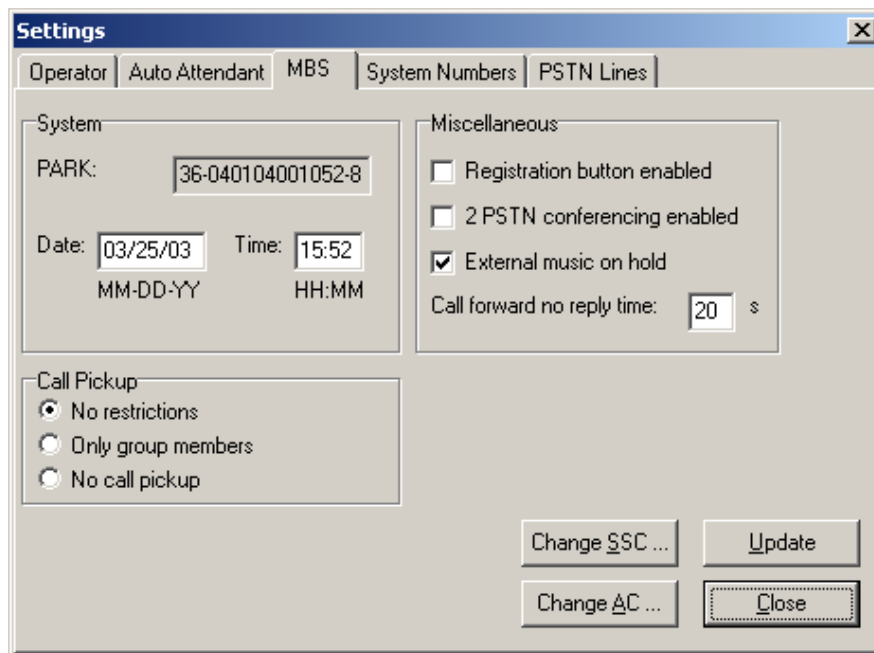 Settings
Operator Auto Attendant MBS System Numbers PSTN Lines
System
PARK: 36-040104001052-8
Date: 03/25/03 Time: 15:52
MM-DD-YY HH:MM
Miscellaneous
Registration button enabled
2 PSTN conferencing enabled
External music on hold
Call forward no reply time: 20 s
Call Pickup
No restrictions
Only group members
No call pickup
Change SSC ... Update
Change AC ... Close